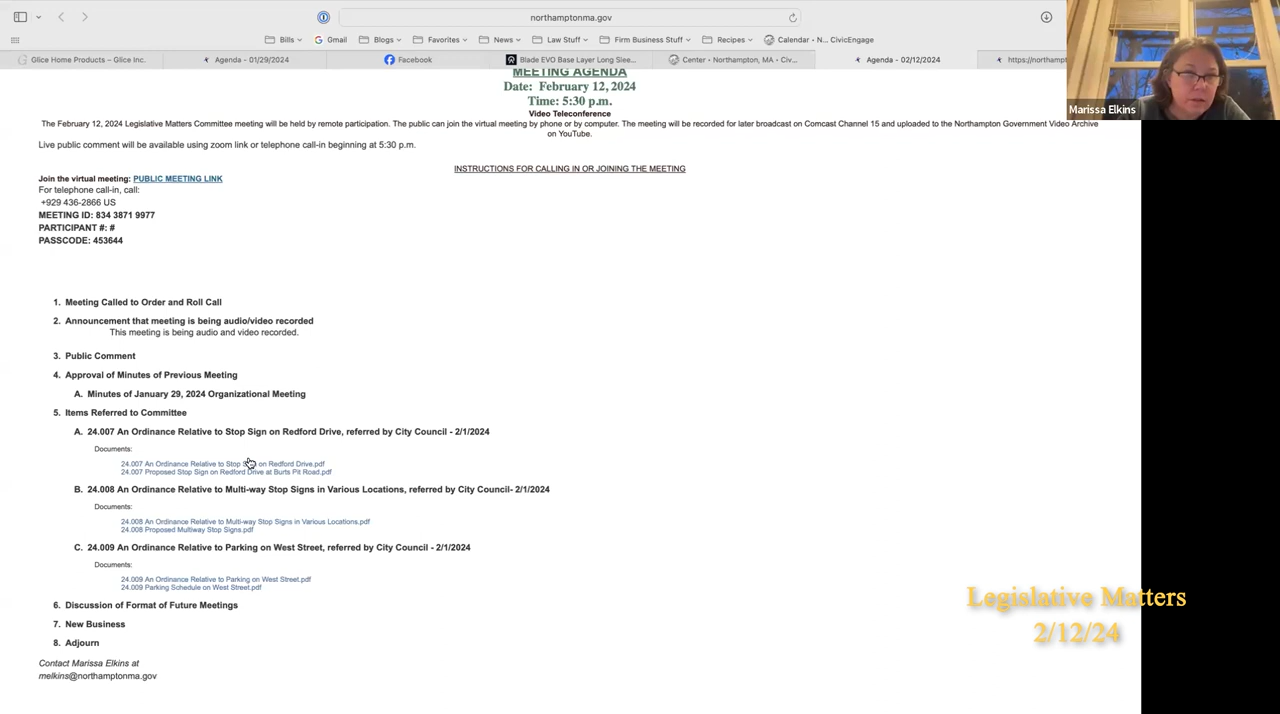 northamptonma.gov
Bills
Gmail
Blogs
Favorites
News
Law Stuff
Firm Business Stuff
Recipes
Calendar - N... CivicEngage
Glice Home Products – Glice Inc.
Agenda - 01/29/2024
Facebook
Blade EVO Base Layer Long Slee...
Center • Northampton, MA • Civic...
Agenda - 02/12/2024
https://northampt
Marissa Elkins
MEETING AGENDA
Date: February 12, 2024
Time: 5:30 p.m.
Video Teleconference
The February 12, 2024 Legislative Matters Committee meeting will be held by remote participation. The public can join the virtual meeting by phone or by computer. The meeting will be recorded for later broadcast on Comcast Channel 15 and uploaded to the Northampton Government Video Archive
on YouTube.
Live public comment will be available using zoom link or telephone call-in beginning at 5:30 p.m.
INSTRUCTIONS FOR CALLING IN OR JOINING THE MEETING
Join the virtual meeting: PUBLIC MEETING LINK
For telephone call-in, call:
+929 436-2866 US
MEETING ID: 834 3871 9977
PARTICIPANT #: #
PASSCODE: 453644
1. Meeting Called to Order and Roll Call
2. Announcement that meeting is being audio/video recorded
This meeting is being audio and video recorded.
3. Public Comment
4. Approval of Minutes of Previous Meeting
A. Minutes of January 29, 2024 Organizational Meeting
5. Items Referred to Committee
A. 24.007 An Ordinance Relative to Stop Sign on Redford Drive, referred by City Council - 2/1/2024
Documents:
24.007 An Ordinance Relative to Stop Sign on Redford Drive.pdf
24.007 Proposed Stop Sign on Redford Drive at Burts Pit Road.pdf
B. 24.008 An Ordinance Relative to Multi-way Stop Signs in Various Locations, referred by City Council- 2/1/2024
Documents:
24.008 An Ordinance Relative to Multi-way Stop Signs in Various Locations.pdf
24.008 Proposed Multiway Stop Signs.pdf
C. 24.009 An Ordinance Relative to Parking on West Street, referred by City Council - 2/1/2024
Documents:
24.009 An Ordinance Relative to Parking on West Street.pdf
24.009 Parking Schedule on West Street.pdf
6. Discussion of Format of Future Meetings
7. New Business
8. Adjourn
Contact Marissa Elkins at
melkins@northamptonma.gov
Legislative Matters
2/12/24